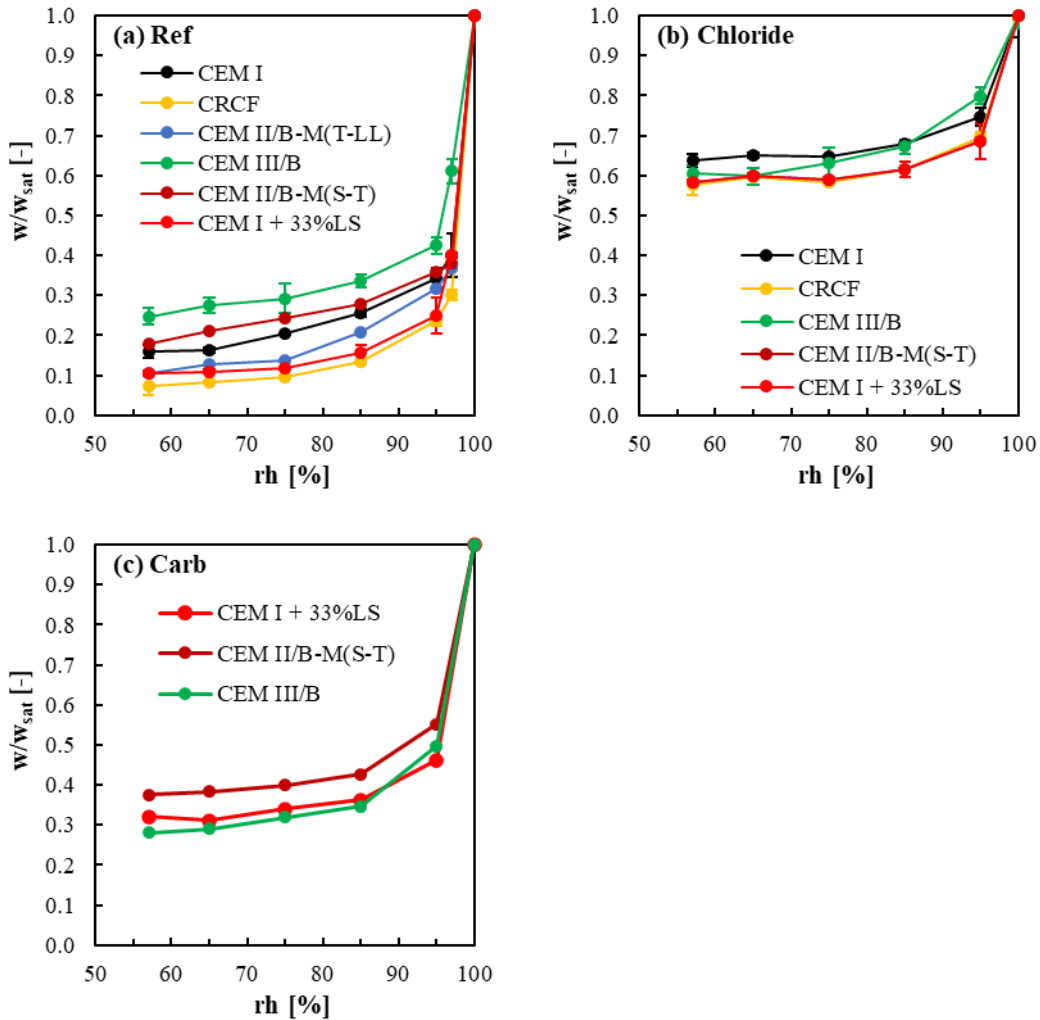 (a) Ref
CEM I
CRCF
CEM II/B-M(T-LL)
CEM III/B
CEM II/B-M(S-T)
CEM I + 33%LS
1.0
0.9
0.8
0.7
0.6
0.5
0.4
0.3
0.2
0.1
0.0
w/wsat [-]
50 60 70 80 90 100
rh [%]
(b) Chloride
CEM I
CRCF
CEM III/B
CEM II/B-M(S-T)
CEM I + 33%LS
1.0
0.9
0.8
0.7
0.6
0.5
0.4
0.3
0.2
0.1
0.0
w/wsat [-]
50 60 70 80 90 100
rh [%]
(c) Carb
CEM I + 33%LS
CEM II/B-M(S-T)
CEM III/B
1.0
0.9
0.8
0.7
0.6
0.5
0.4
0.3
0.2
0.1
0.0
w/wsat [-]
50 60 70 80 90 100
rh [%]